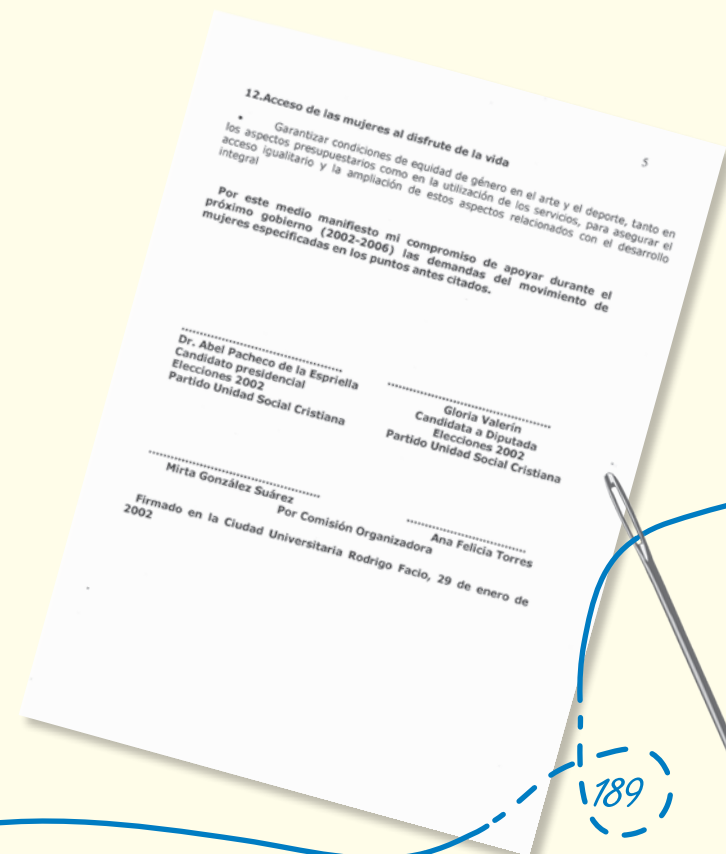 5
12.Acceso de las mujeres al disfrute de la vida
• Garantizar condiciones de equidad de género en el arte y el deporte, tanto en
los aspectos presupuestarios como en la utilización de los servicios, para asegurar el
acceso igualitario y la ampliación de estos aspectos relacionados con el desarrollo
integral
Por este medio manifiesto mi compromiso de apoyar durante el
próximo gobierno (2002-2006) las demandas del movimiento de
mujeres especificadas en los puntos antes citados.
Dr. Abel Pacheco de la Espriella
Candidato presidencial
Elecciones 2002
Partido Unidad Social Cristiana
Gloria Valerín
Candidata a Diputada
Elecciones 2002
Partido Unidad Social Cristiana
Mirta González Suárez
Ana Felicia Torres
Por Comisión Organizadora
Firmado en la Ciudad Universitaria Rodrigo Facio, 29 de enero de
2002
189